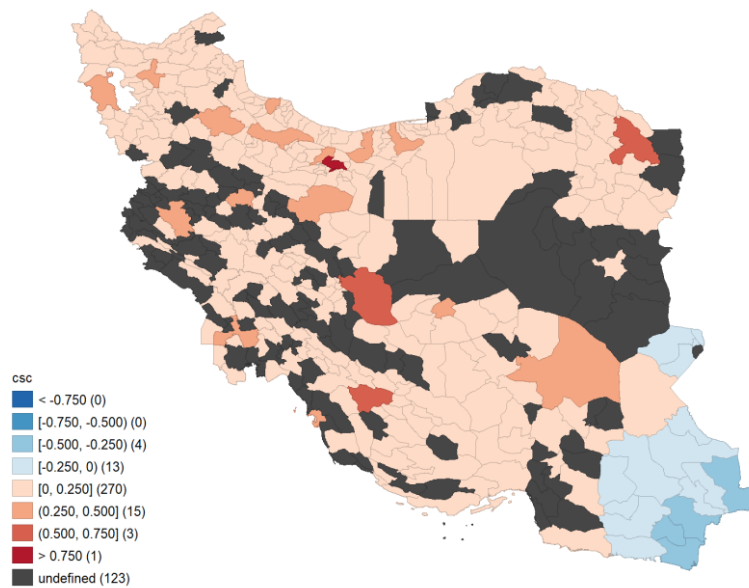 csc
< -0.750 (0)
[-0.750, -0.500) (0)
[-0.500, -0.250) (4)
[-0.250, 0) (13)
[0, 0.250] (270)
(0.250, 0.500] (15)
(0.500, 0.750] (3)
> 0.750 (1)
undefined (123)